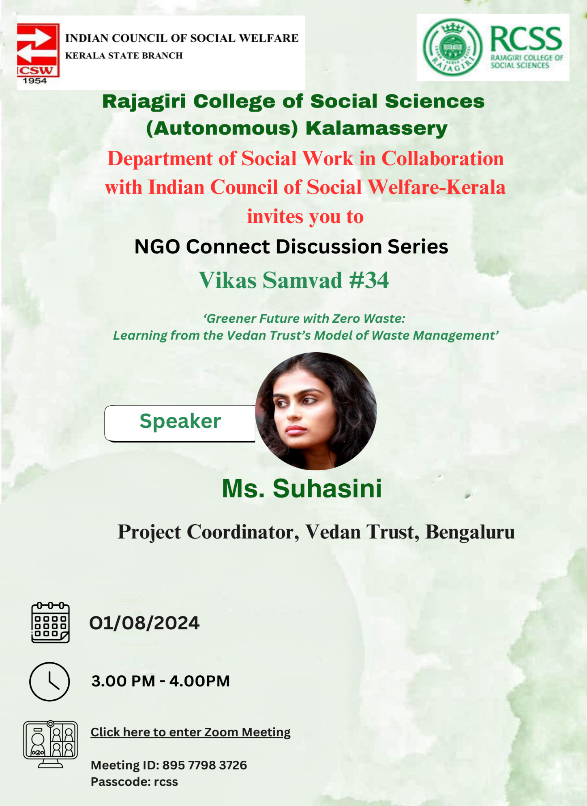 INDIAN COUNCIL OF SOCIAL WELFARE
KERALA STATE BRANCH
ICSW
1954
RAJAGIRI
RCSS
RAJAGIRI COLLEGE OF
SOCIAL SCIENCES
Rajagiri College of Social Sciences
(Autonomous) Kalamassery
Department of Social Work in Collaboration
with Indian Council of Social Welfare-Kerala
invites you to
NGO Connect Discussion Series
Vikas Samvad #34
‘Greener Future with Zero Waste:
Learning from the Vedan Trust’s Model of Waste Management’
Speaker
Ms. Suhasini
Project Coordinator, Vedan Trust, Bengaluru
01/08/2024
3.00 PM - 4.00PM
Click here to enter Zoom Meeting
Meeting ID: 895 7798 3726
Passcode: rcss